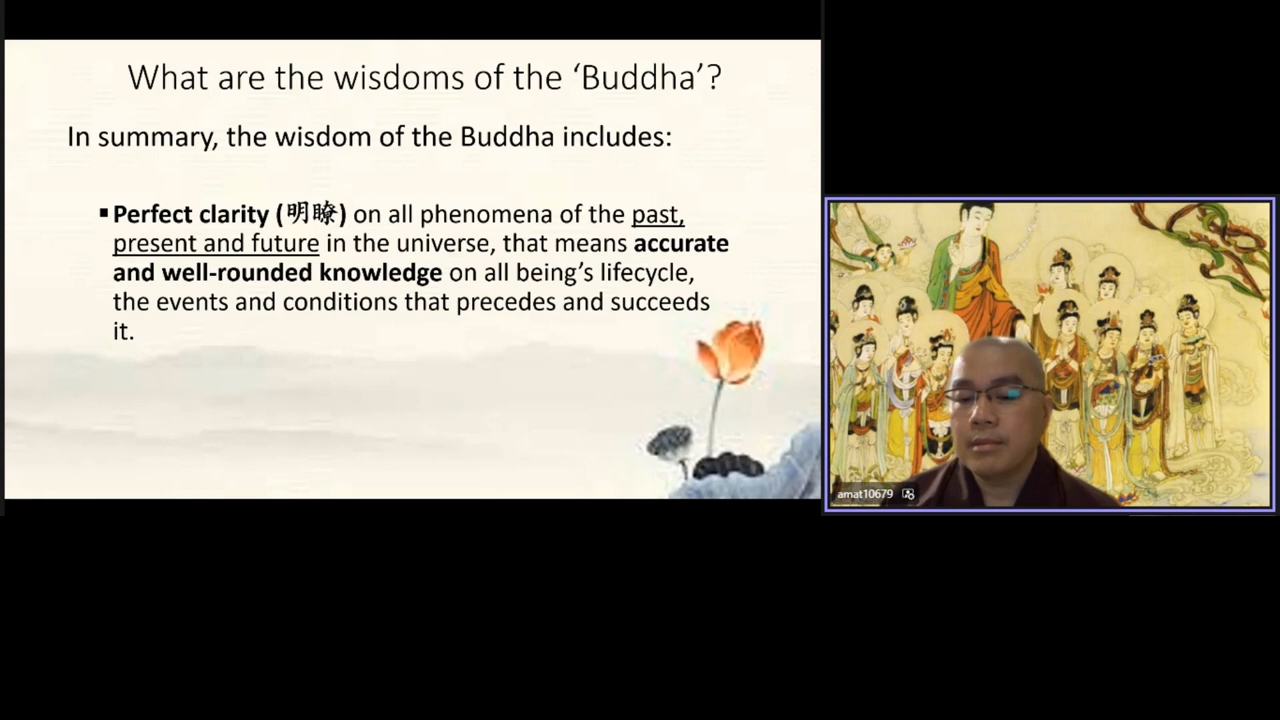 What are the wisdoms of the ‘Buddha’?
In summary, the wisdom of the Buddha includes:
▪ Perfect clarity (明瞭) on all phenomena of the past,
present and future in the universe, that means accurate
and well-rounded knowledge on all being’s lifecycle,
the events and conditions that precedes and succeeds
it.
amat10679